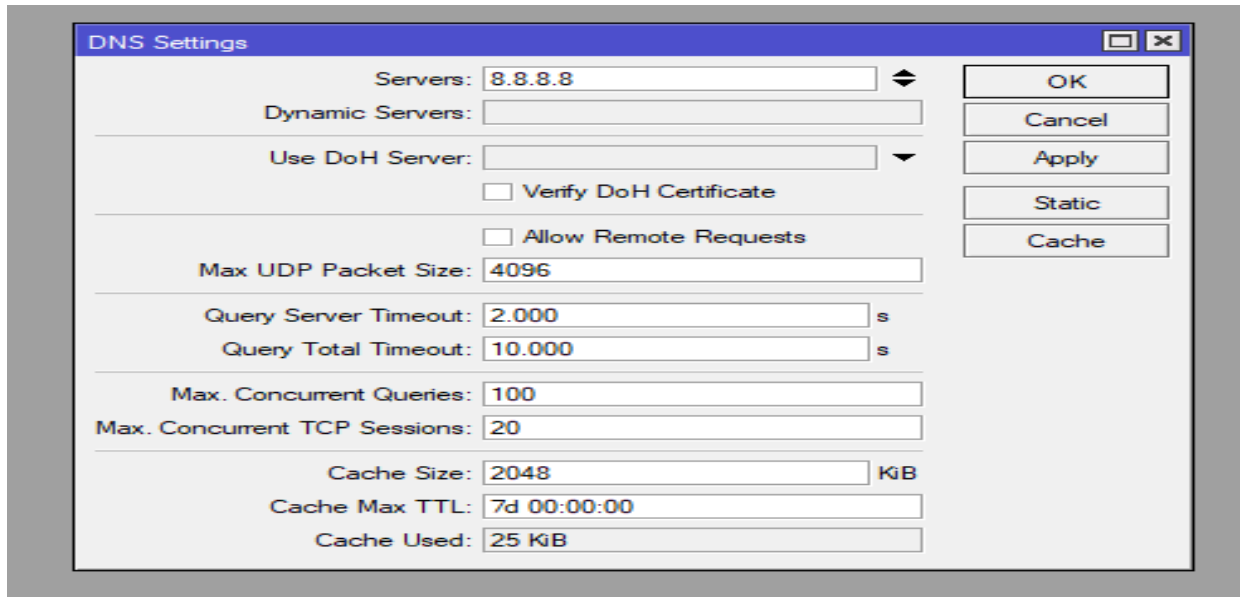 DNS Settings
Servers: 8.8.8.8
OK
Dynamic Servers:
Cancel
Use DoH Server:
Apply
Verify DoH Certificate
Static
Allow Remote Requests
Cache
Max UDP Packet Size: 4096
Query Server Timeout: 2.000 s
Query Total Timeout: 10.000 s
Max. Concurrent Queries: 100
Max. Concurrent TCP Sessions: 20
Cache Size: 2048 KiB
Cache Max TTL: 7d 00:00:00
Cache Used: 25 KiB